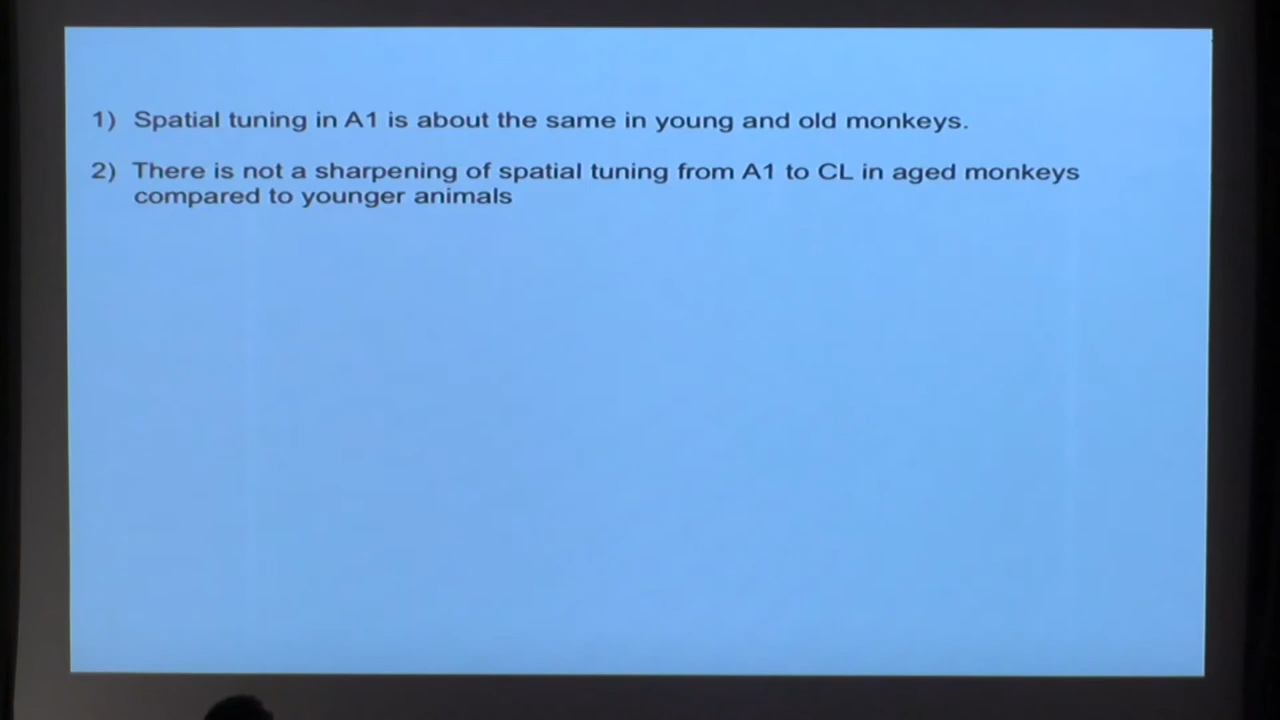 1) Spatial tuning in A1 is about the same in young and old monkeys.
2) There is not a sharpening of spatial tuning from A1 to CL in aged monkeys
compared to younger animals